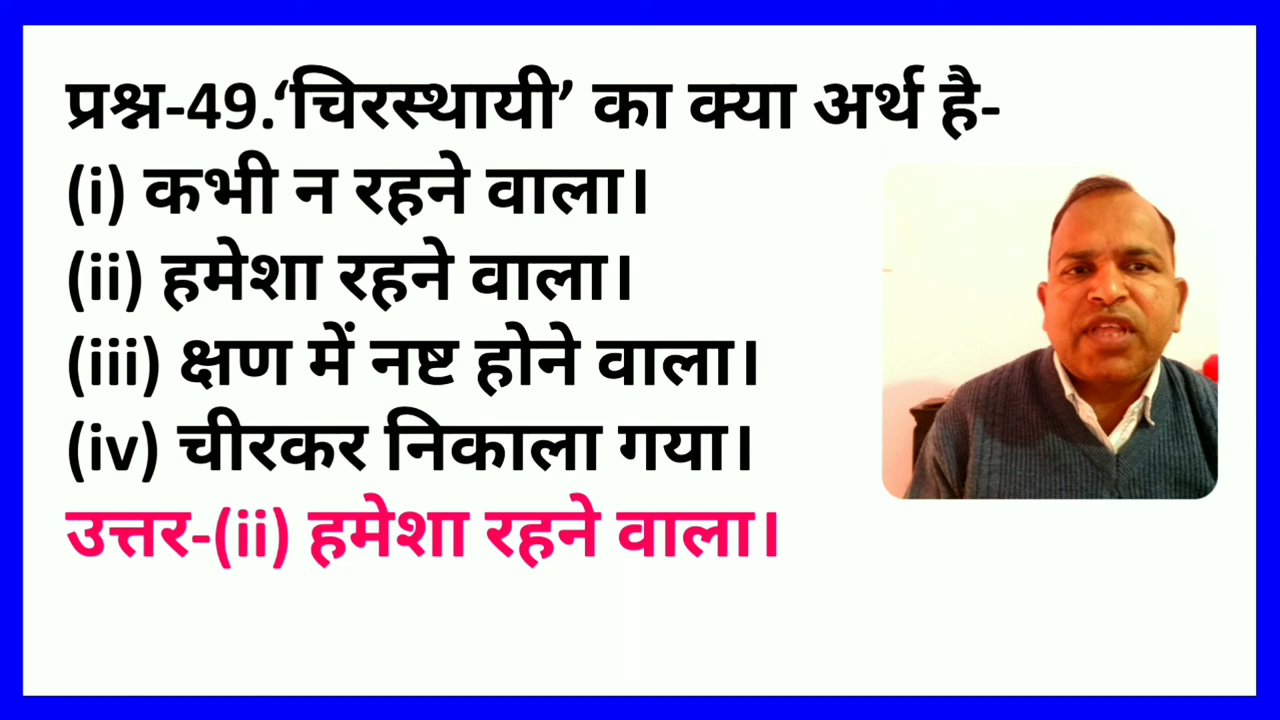 प्रश्न-49.‘चिरस्थायी’ का क्या अर्थ है-
(i) कभी न रहने वाला।
(ii) हमेशा रहने वाला।
(iii) क्षण में नष्ट होने वाला।
(iv) चीरकर निकाला गया।
उत्तर-(ii) हमेशा रहने वाला।